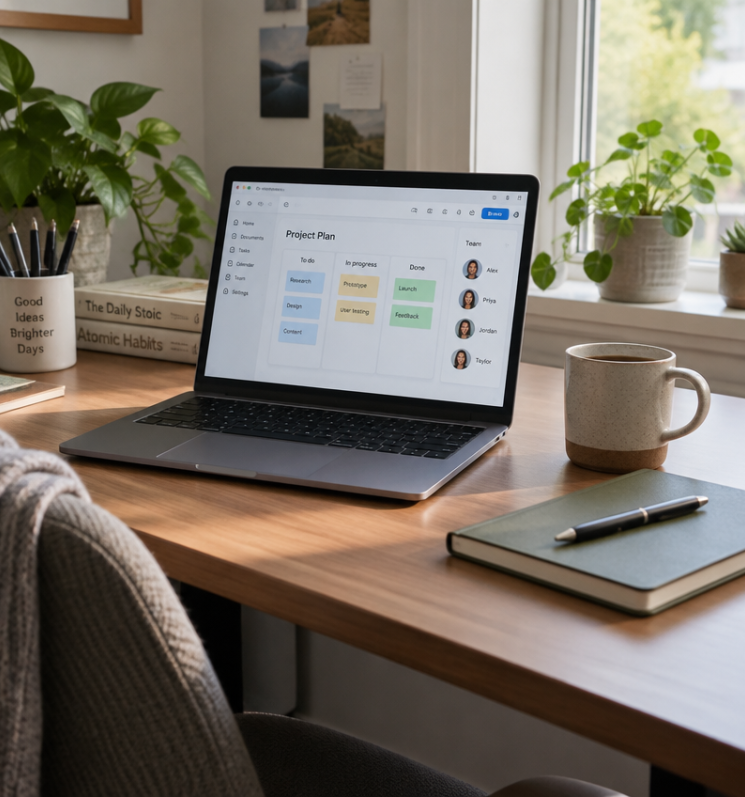 Project Plan
Home
Documents
Tasks
Calendar
Team
Settings
To do
Research
Design
Content
In progress
Prototype
User testing
Done
Launch
Feedback
Team
Alex
Priya
Jordan
Taylor
Good
Ideas
Brighter
Days
The Daily Stoic
Atomic Habits